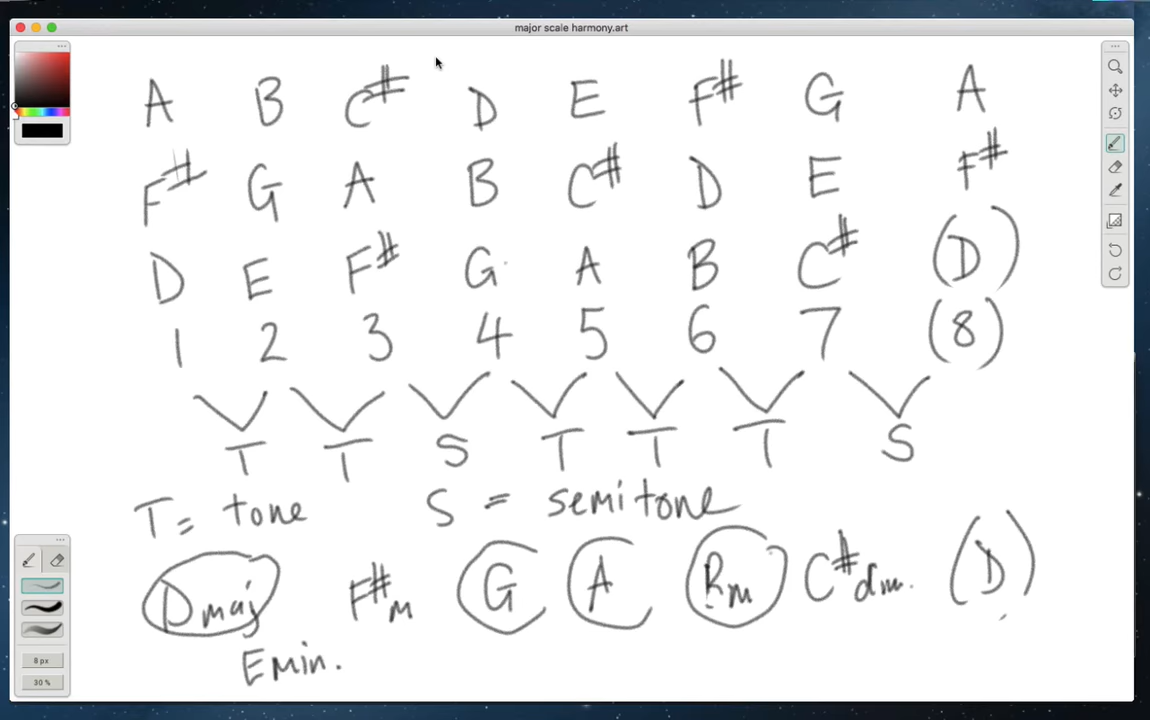 major scale harmony.art
A B C# D E F# G A
F# G A B C# D E F#
D E F# G A B C# (D)
1 2 3 4 5 6 7 (8)
T T S T T T S
T = tone S = semitone
Dmaj F#m G A Bm C#dm. (D)
Emin.
8 px
30 %